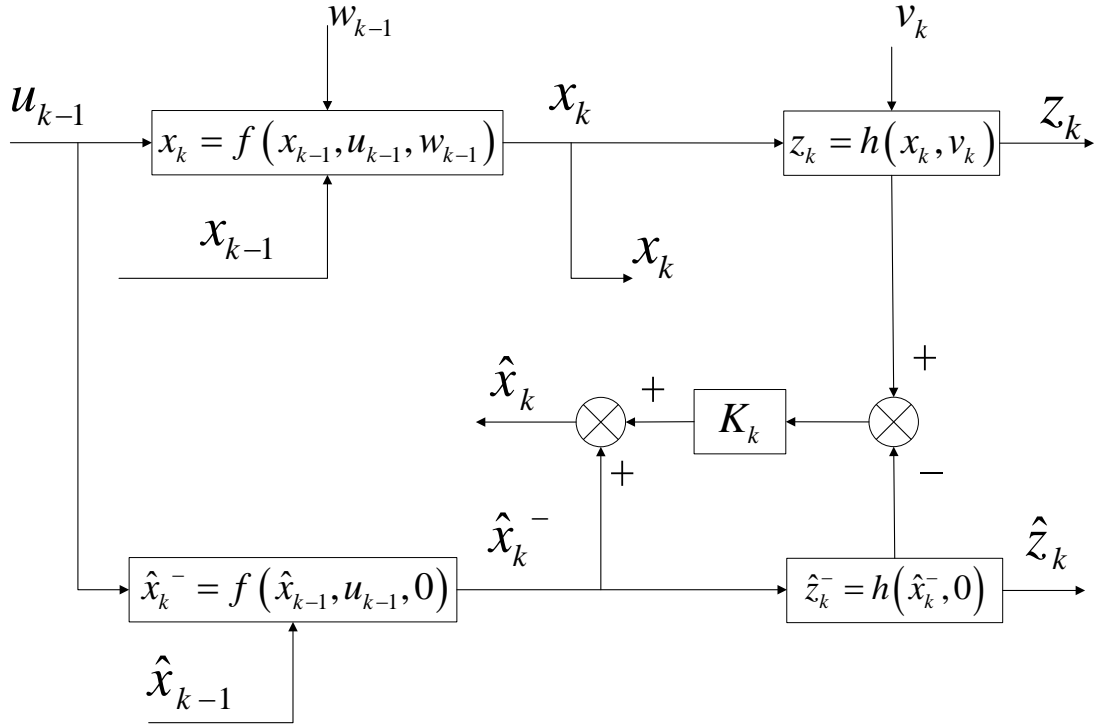 w_{k-1}
v_k
u_{k-1}
x_k
z_k
x_k = f(x_{k-1}, u_{k-1}, w_{k-1})
z_k = h(x_k, v_k)
x_{k-1}
x_k
+
x̂_k
+
K_k
+
−
x̂_k^-
ẑ_k
x̂_k^- = f(x̂_{k-1}, u_{k-1}, 0)
ẑ_k^- = h(x̂_k^-, 0)
x̂_{k-1}